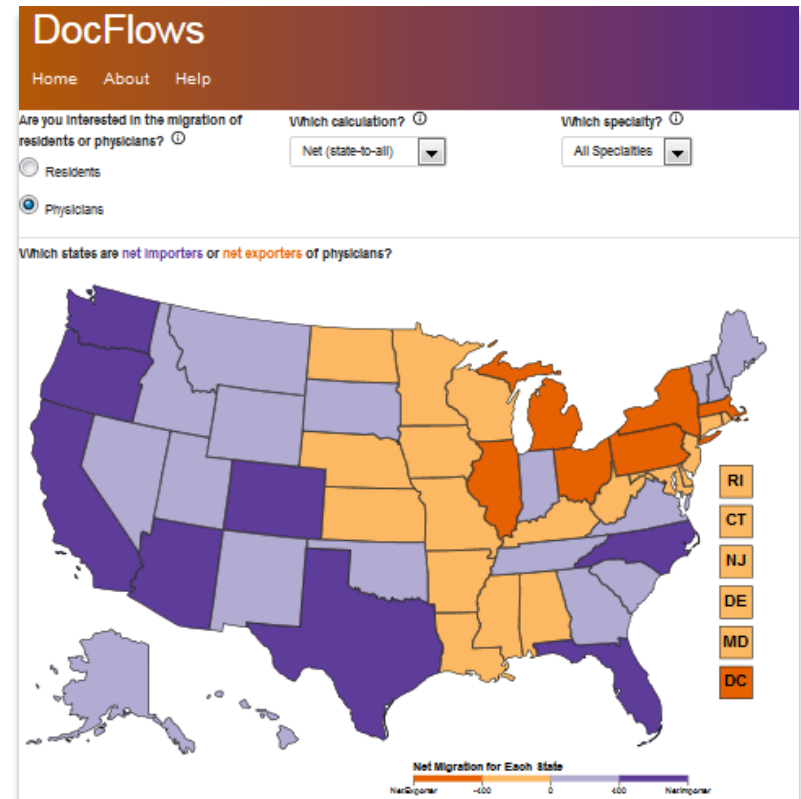 DocFlows
Home About Help
Are you interested in the migration of
residents or physicians?
Residents
Physicians
Which calculation?
Net (state-to-all)
Which specialty?
All Specialties
Which states are net importers or net exporters of physicians?
RI
CT
NJ
DE
MD
DC
Net Migration for Each State
Net Exporter -400 0 400 Net Importer